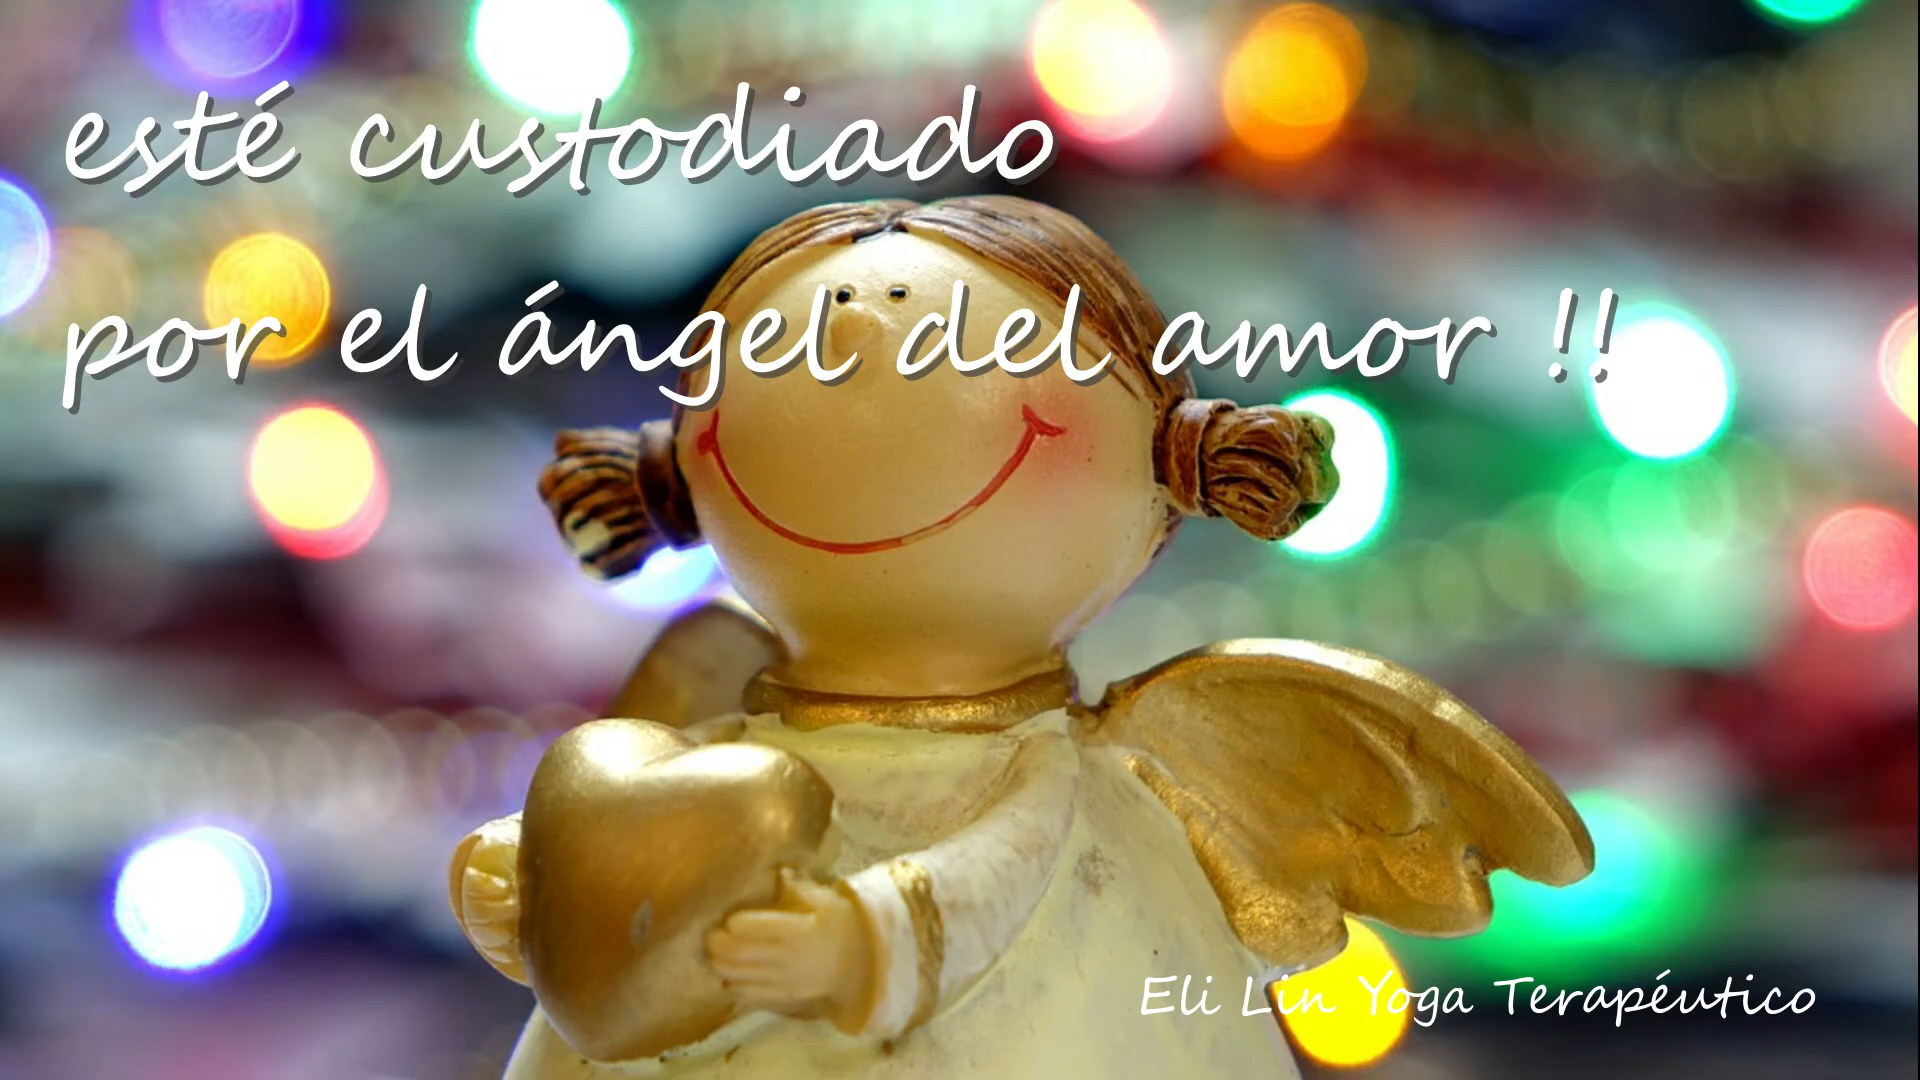 esté custodiado
por el ángel del amor !!
Eli Lin Yoga Terapéutico